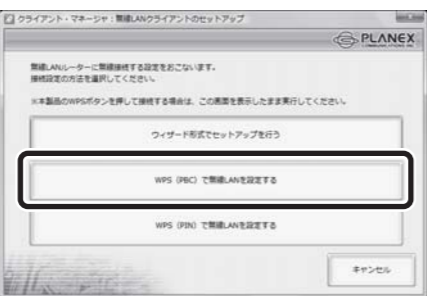 クライアント・マネージャ：無線LANクライアントのセットアップ
PLANEX
COMMUNICATIONS INC.
無線LANルーターに無線接続する設定をおこないます。
接続設定の方法を選択してください。
※本製品のWPSボタンを押して接続する場合は、この画面を表示したまま実行してください。
ウィザード形式でセットアップを行う
WPS（PBC）で無線LANを設定する
WPS（PIN）で無線LANを設定する
キャンセル